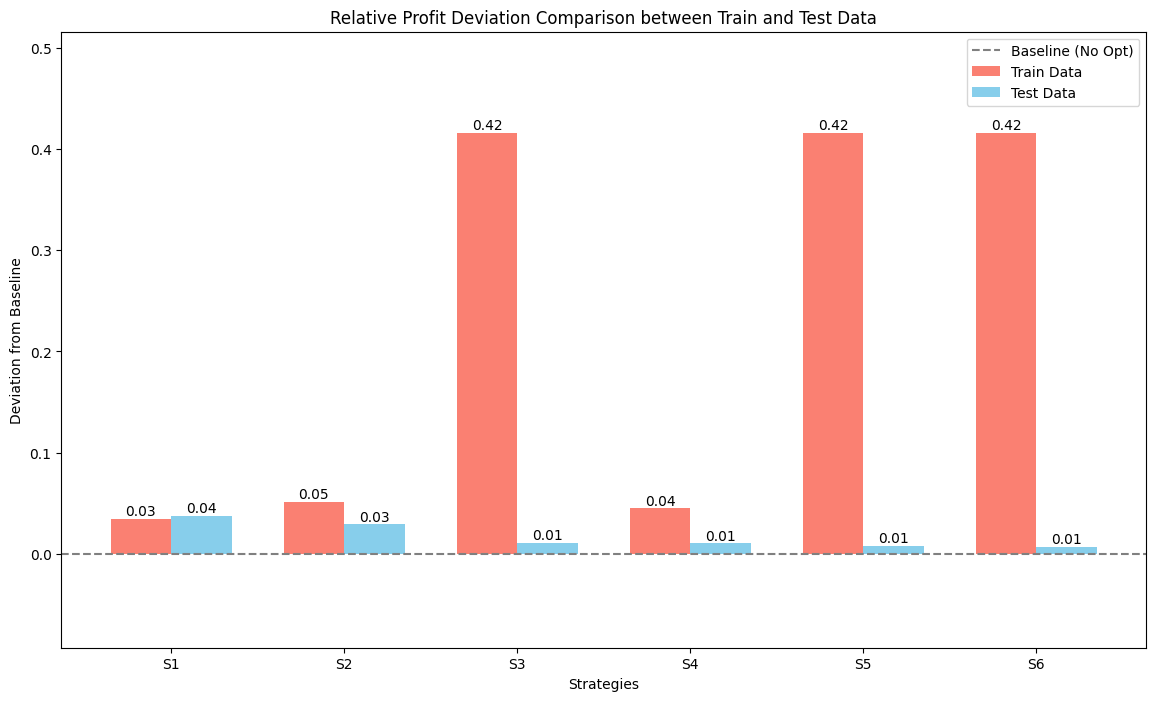 Relative Profit Deviation Comparison between Train and Test Data
Deviation from Baseline
0.5
0.4
0.3
0.2
0.1
0.0
Baseline (No Opt)
Train Data
Test Data
0.03
0.04
0.05
0.03
0.42
0.01
0.04
0.01
0.42
0.01
0.42
0.01
S1
S2
S3
S4
S5
S6
Strategies